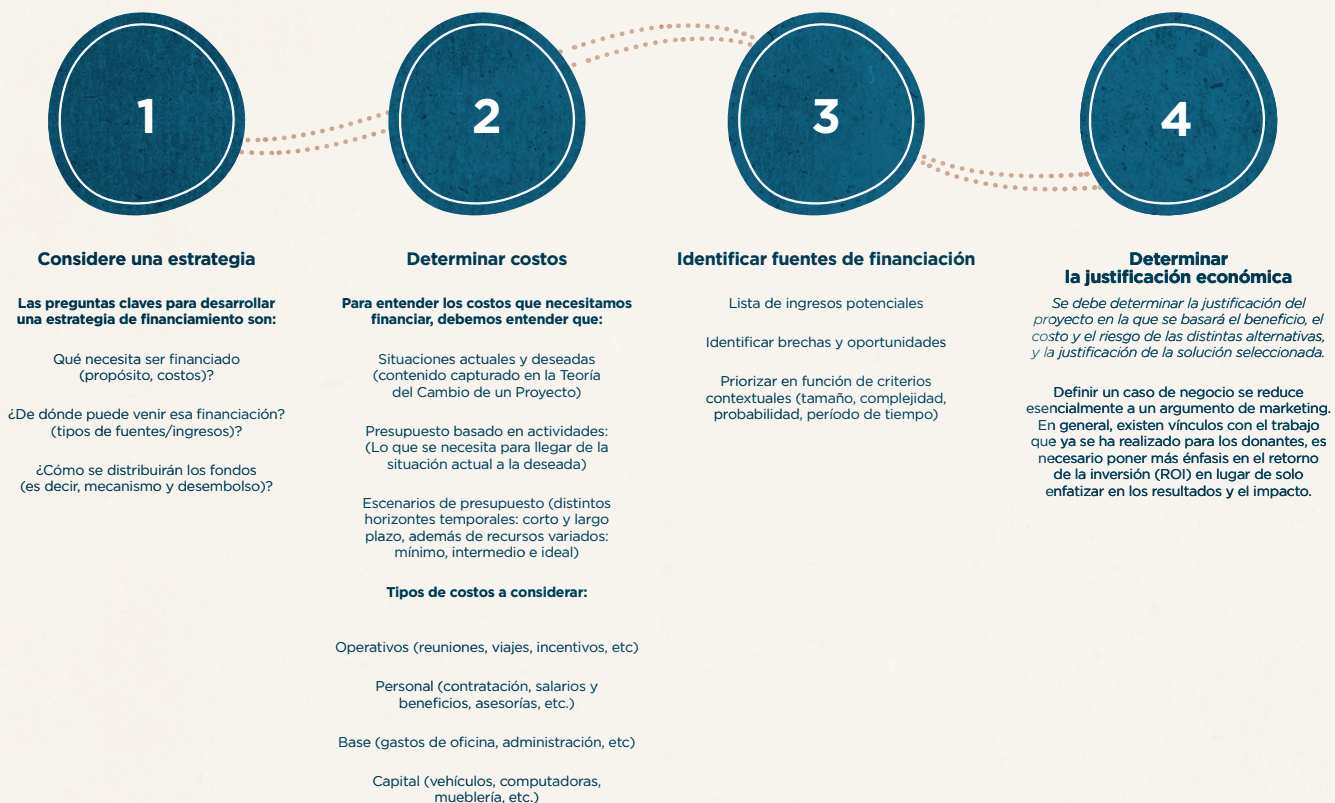 1
Considere una estrategia
Las preguntas claves para desarrollar
una estrategia de financiamiento son:
Qué necesita ser financiado
(propósito, costos)?
¿De dónde puede venir esa financiación?
(tipos de fuentes/ingresos)?
¿Cómo se distribuirán los fondos
(es decir, mecanismo y desembolso)?
2
Determinar costos
Para entender los costos que necesitamos
financiar, debemos entender que:
Situaciones actuales y deseadas
(contenido capturado en la Teoría
del Cambio de un Proyecto)
Presupuesto basado en actividades:
(Lo que se necesita para llegar de la
situación actual a la deseada)
Escenarios de presupuesto (distintos
horizontes temporales: corto y largo
plazo, además de recursos variados:
mínimo, intermedio e ideal)
Tipos de costos a considerar:
Operativos (reuniones, viajes, incentivos, etc)
Personal (contratación, salarios y
beneficios, asesorías, etc.)
Base (gastos de oficina, administración, etc)
Capital (vehículos, computadoras,
mueblería, etc.)
3
Identificar fuentes de financiación
Lista de ingresos potenciales
Identificar brechas y oportunidades
Priorizar en función de criterios
contextuales (tamaño, complejidad,
probabilidad, período de tiempo)
4
Determinar
la justificación económica
Se debe determinar la justificación del
proyecto en la que se basará el beneficio, el
costo y el riesgo de las distintas alternativas,
y la justificación de la solución seleccionada.
Definir un caso de negocio se reduce
esencialmente a un argumento de marketing.
En general, existen vínculos con el trabajo
que ya se ha realizado para los donantes, es
necesario poner más énfasis en el retorno
de la inversión (ROI) en lugar de solo
enfatizar en los resultados y el impacto.